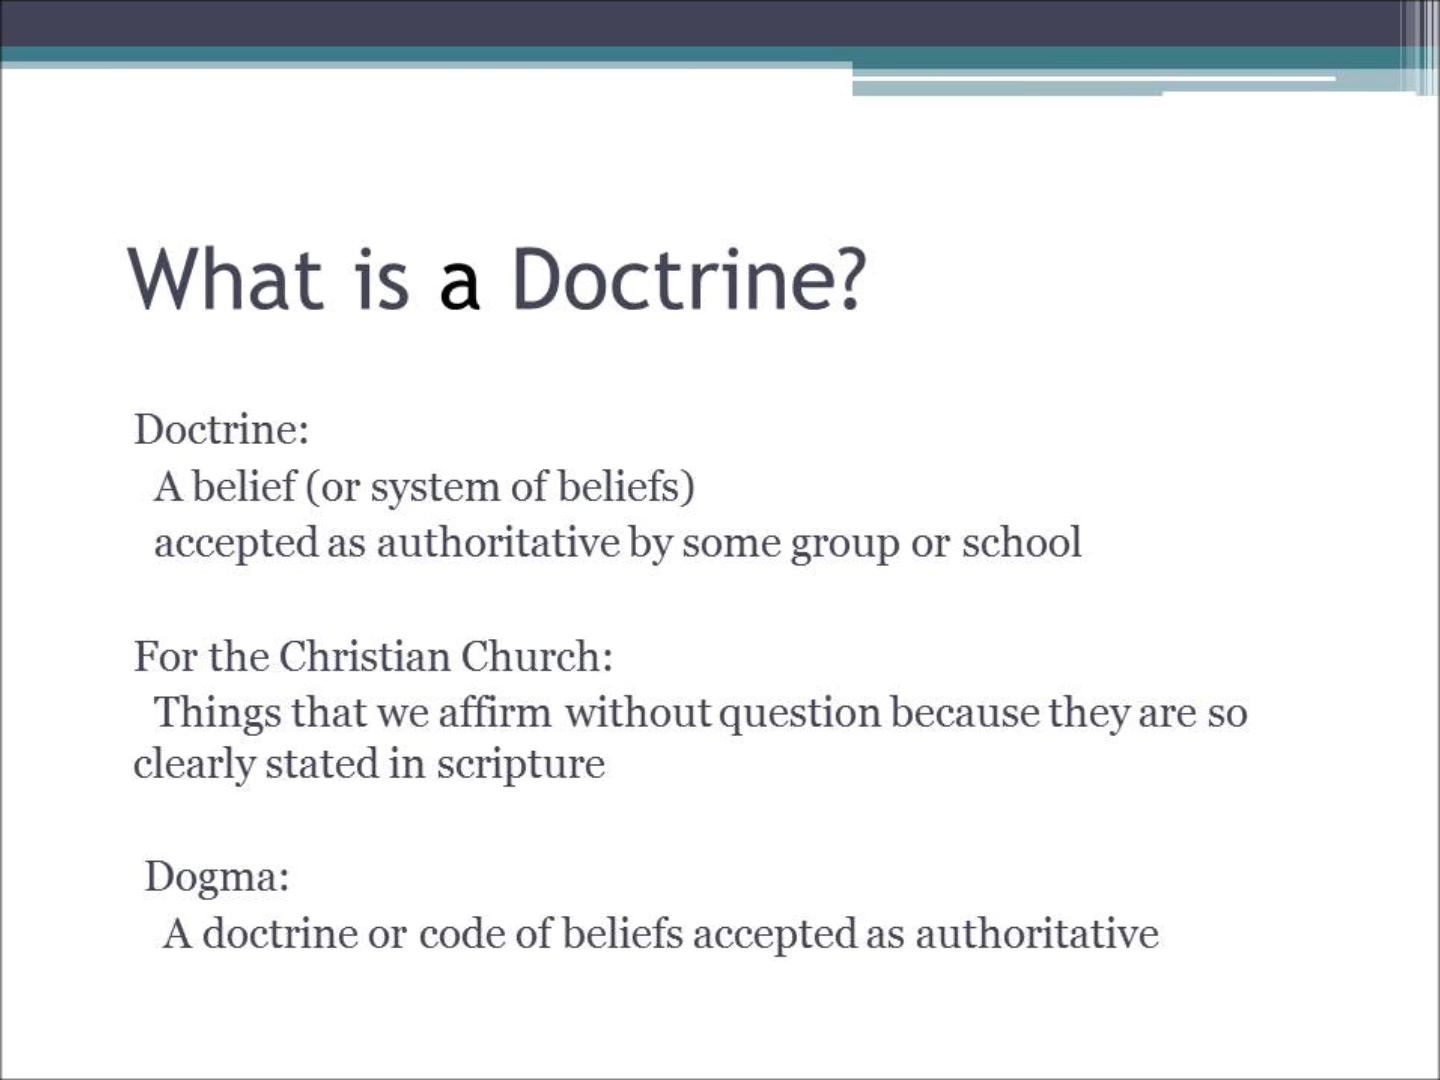 What is a Doctrine?
Doctrine:
A belief (or system of beliefs)
accepted as authoritative by some group or school
For the Christian Church:
Things that we affirm without question because they are so
clearly stated in scripture
Dogma:
A doctrine or code of beliefs accepted as authoritative